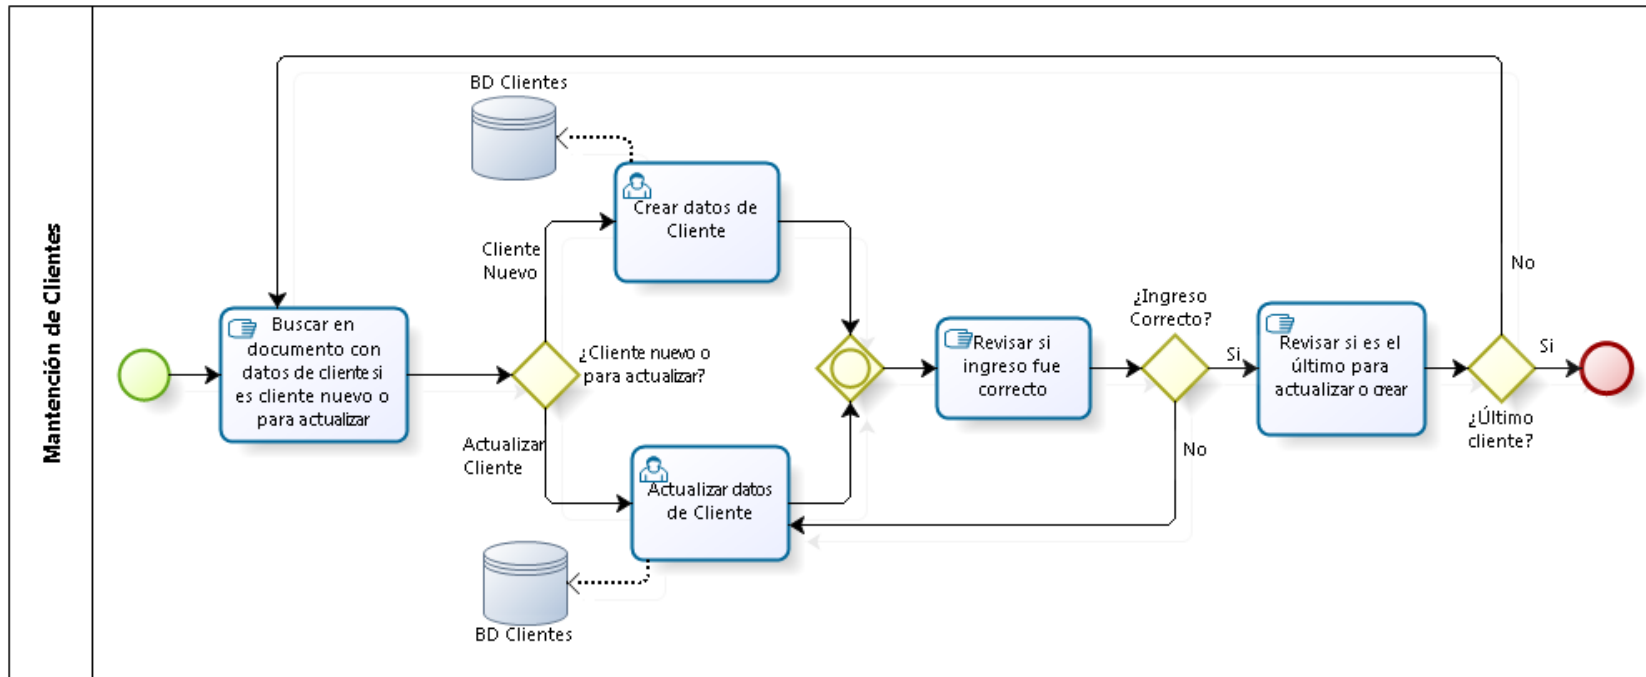 Mantención de Clientes
BD Clientes
Crear datos de
Cliente
Cliente
Nuevo
Buscar en
documento con
datos de cliente si
es cliente nuevo o
para actualizar
¿Cliente nuevo o
para actualizar?
Actualizar
Cliente
Actualizar datos
de Cliente
BD Clientes
Revisar si
ingreso fue
correcto
¿Ingreso
Correcto?
Si
No
Revisar si es el
último para
actualizar o crear
No
Si
¿Último
cliente?